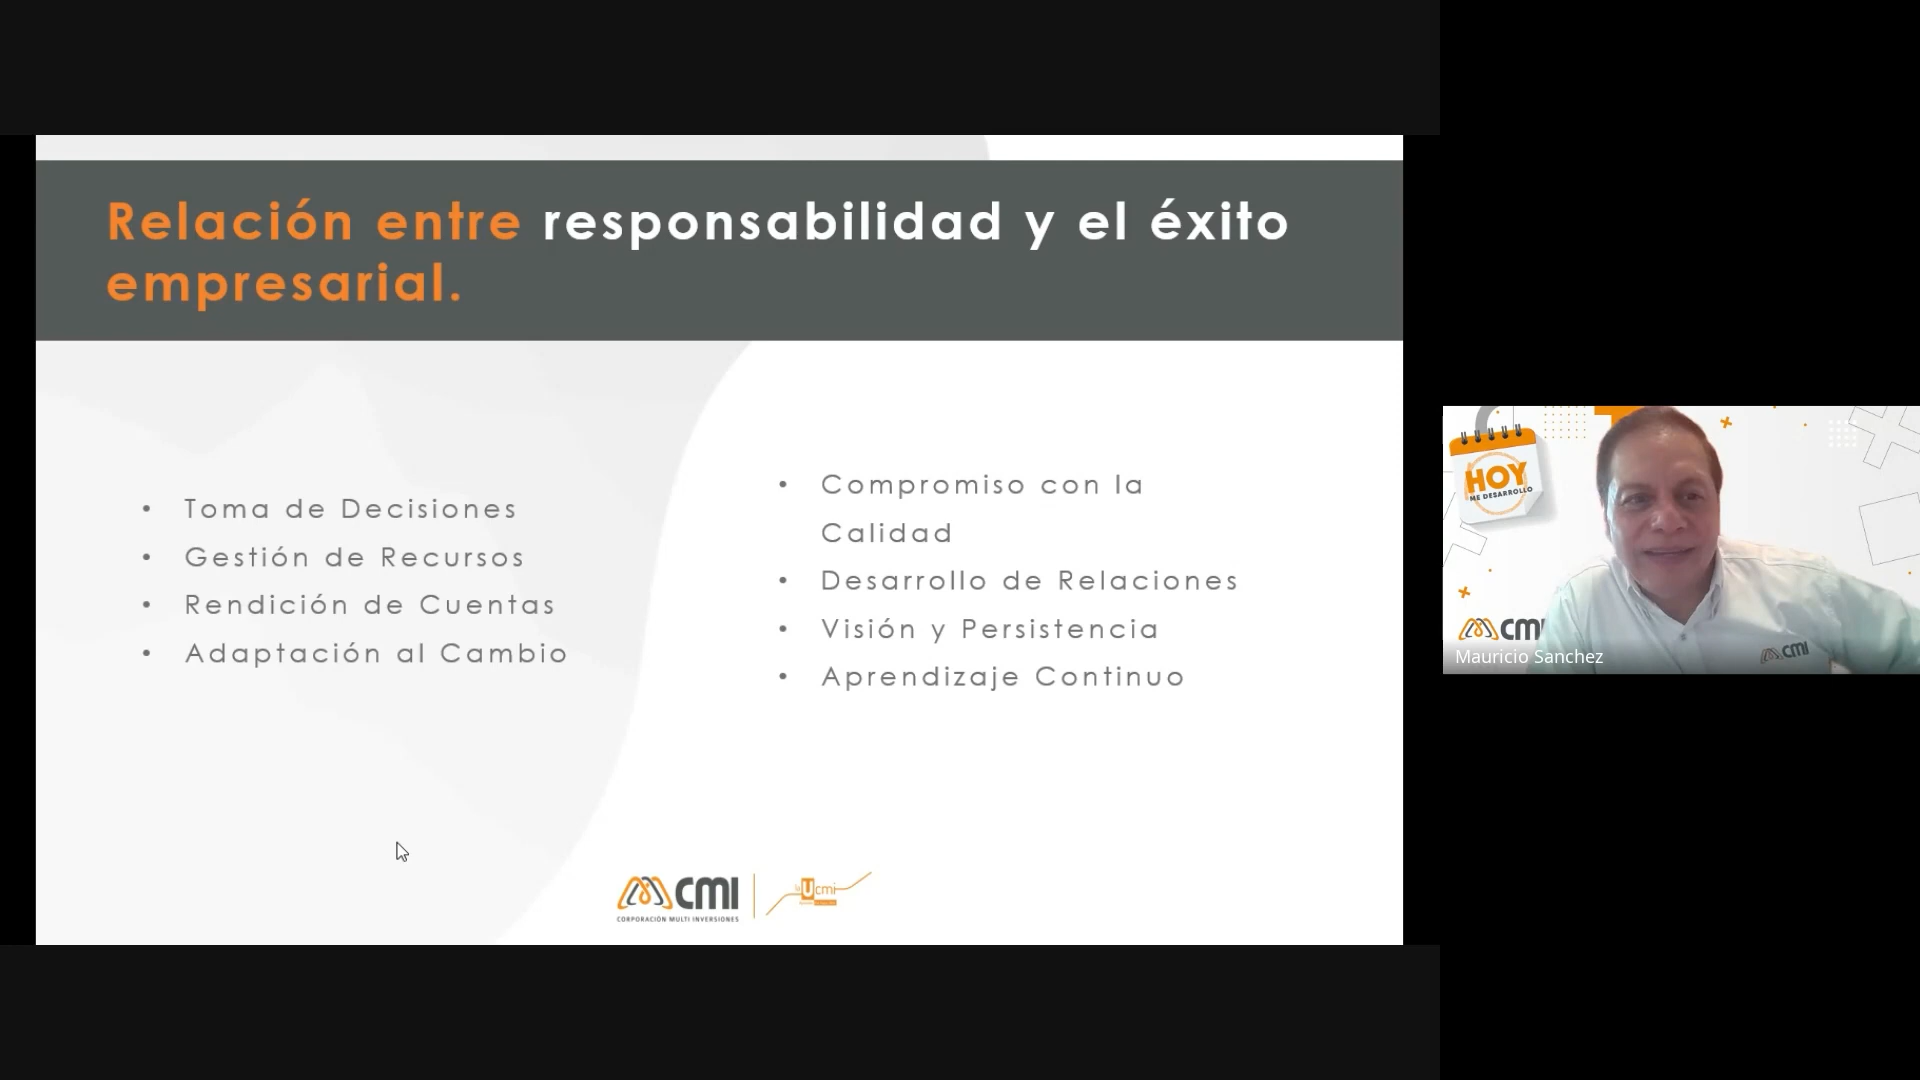 Relación entre responsabilidad y el éxito
empresarial.
• Toma de Decisiones
• Gestión de Recursos
• Rendición de Cuentas
• Adaptación al Cambio
• Compromiso con la
Calidad
• Desarrollo de Relaciones
• Visión y Persistencia
• Aprendizaje Continuo
cmi
CORPORACIÓN MULTI INVERSIONES
la Ucmi
HOY
ME DESARROLLO
cmi
cmi
Mauricio Sanchez